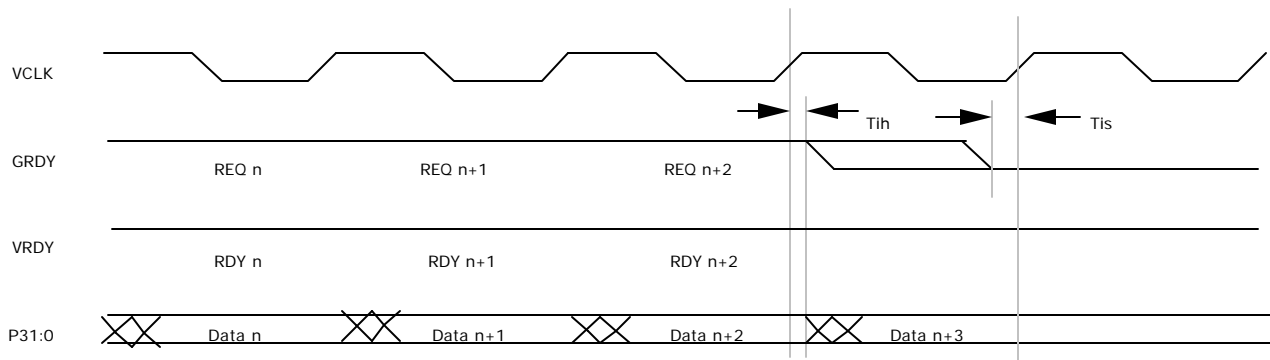 VCLK
Tih
Tis
GRDY
REQ n
REQ n+1
REQ n+2
VRDY
RDY n
RDY n+1
RDY n+2
P31:0
Data n
Data n+1
Data n+2
Data n+3